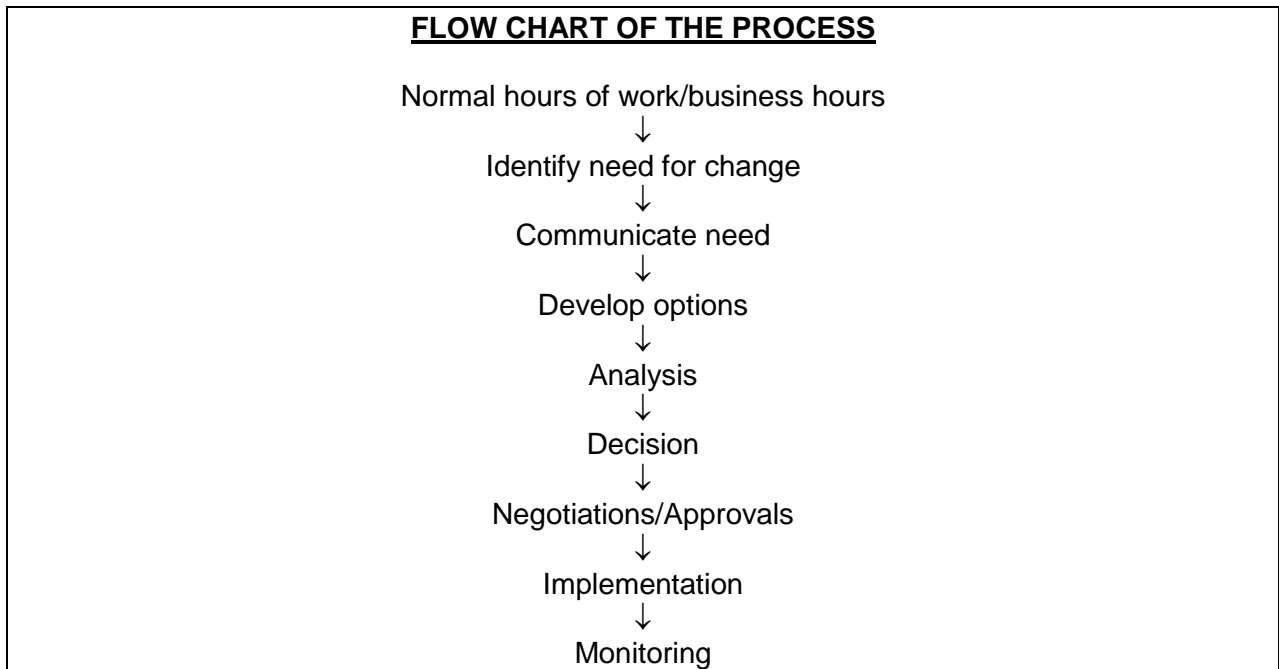 FLOW CHART OF THE PROCESS
Normal hours of work/business hours
↓
Identify need for change
↓
Communicate need
↓
Develop options
↓
Analysis
↓
Decision
↓
Negotiations/Approvals
↓
Implementation
↓
Monitoring